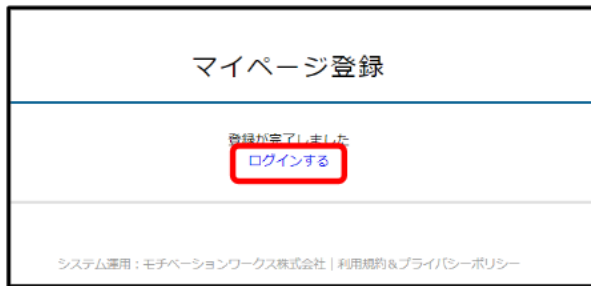 マイページ登録
登録が完了しました
ログインする
システム運用：モチベーションワークス株式会社｜利用規約＆プライバシーポリシー